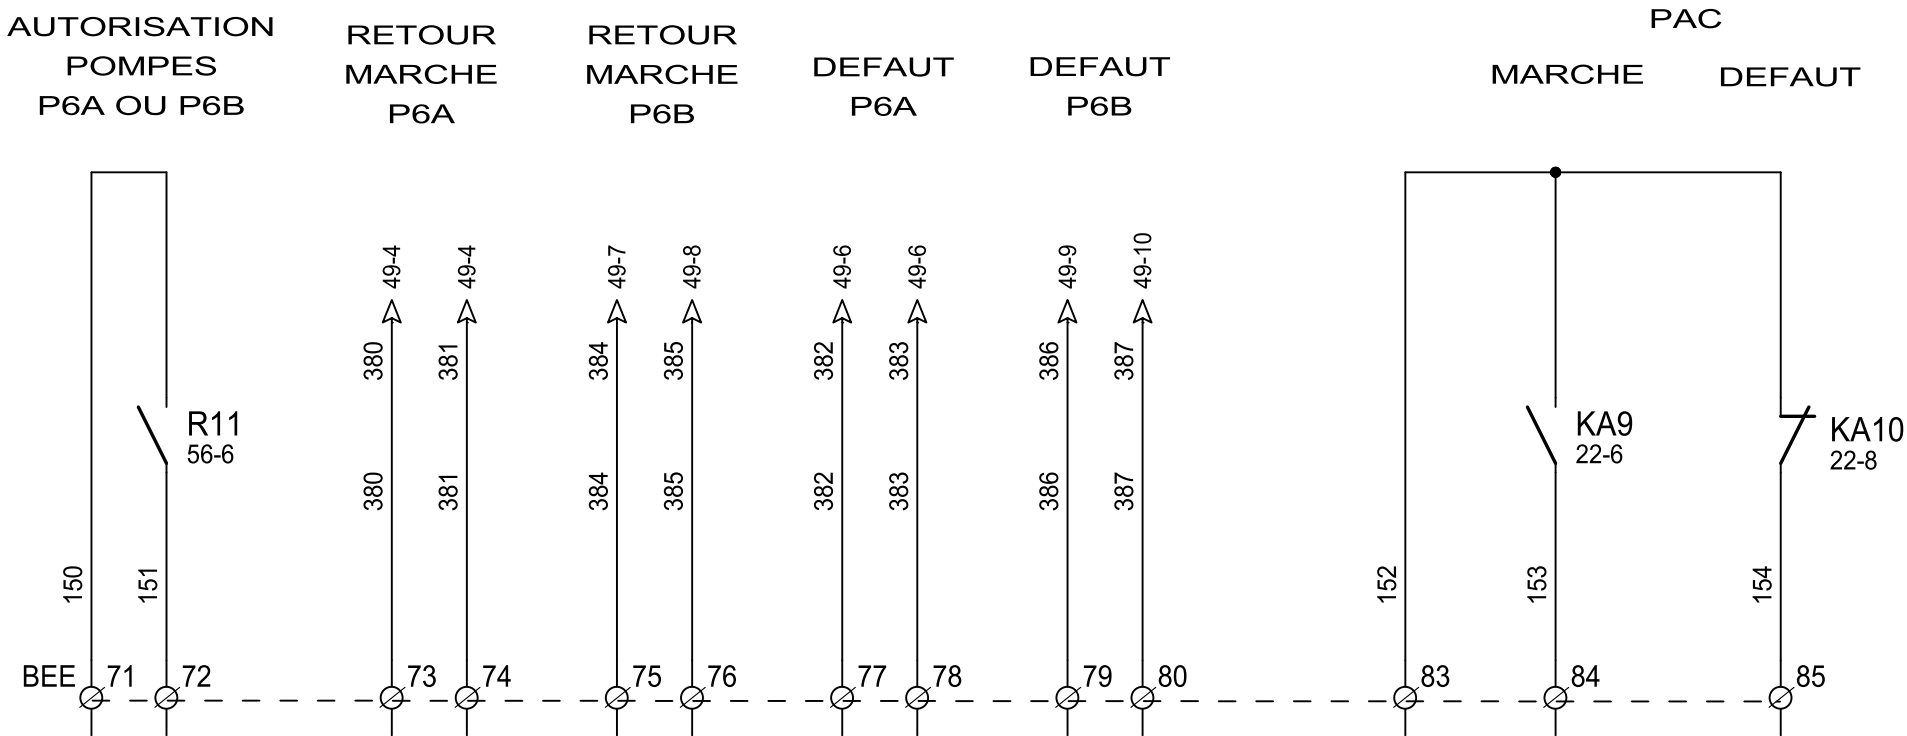 AUTORISATION
POMPES
P6A OU P6B
RETOUR
MARCHE
P6A
RETOUR
MARCHE
P6B
DEFAUT
P6A
DEFAUT
P6B
PAC
MARCHE
DEFAUT
49-4
49-4
49-7
49-8
49-6
49-6
49-9
49-10
380
381
384
385
382
383
386
387
R11
56-6
KA9
22-6
KA10
22-8
380
381
384
385
382
383
386
387
150
151
152
153
154
BEE
71
72
73
74
75
76
77
78
79
80
83
84
85